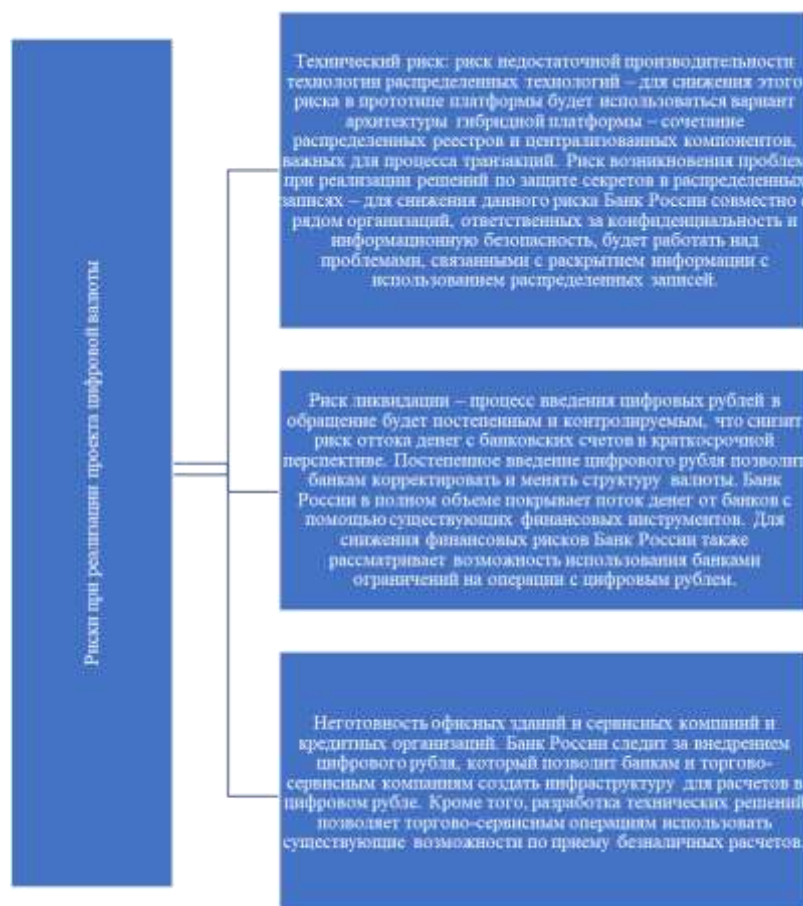 Риски при реализации проекта цифровой валюты
Технический риск: риск недостаточной производительности
технологии распределенных технологий – для снижения этого
риска в прототипе платформы будет использоваться вариант
архитектуры гибридной платформы – сочетание
распределенных реестров и централизованных компонентов,
важных для процесса транзакций. Риск возникновения проблем
при реализации решений по защите секретов в распределенных
записях – для снижения данного риска Банк России совместно с
рядом организаций, ответственных за конфиденциальность и
информационную безопасность, будет работать над
проблемами, связанными с раскрытием информации с
использованием распределенных записей.
Риск ликвидации – процесс введения цифровых рублей в
обращение будет постепенным и контролируемым, что снизит
риск оттока денег с банковских счетов в краткосрочной
перспективе. Постепенное введение цифрового рубля позволит
банкам корректировать и менять структуру валюты. Банк
России в полном объеме покрывает поток денег от банков с
помощью существующих финансовых инструментов. Для
снижения финансовых рисков Банк России также
рассматривает возможность использования банками
ограничений на операции с цифровым рублем.
Неготовность офисных зданий и сервисных компаний и
кредитных организаций. Банк России следит за внедрением
цифрового рубля, который позволит банкам и торгово-
сервисным компаниям создать инфраструктуру для расчетов в
цифровом рубле. Кроме того, разработка технических решений
позволяет торгово-сервисным операциям использовать
существующие возможности по приему безналичных расчетов.